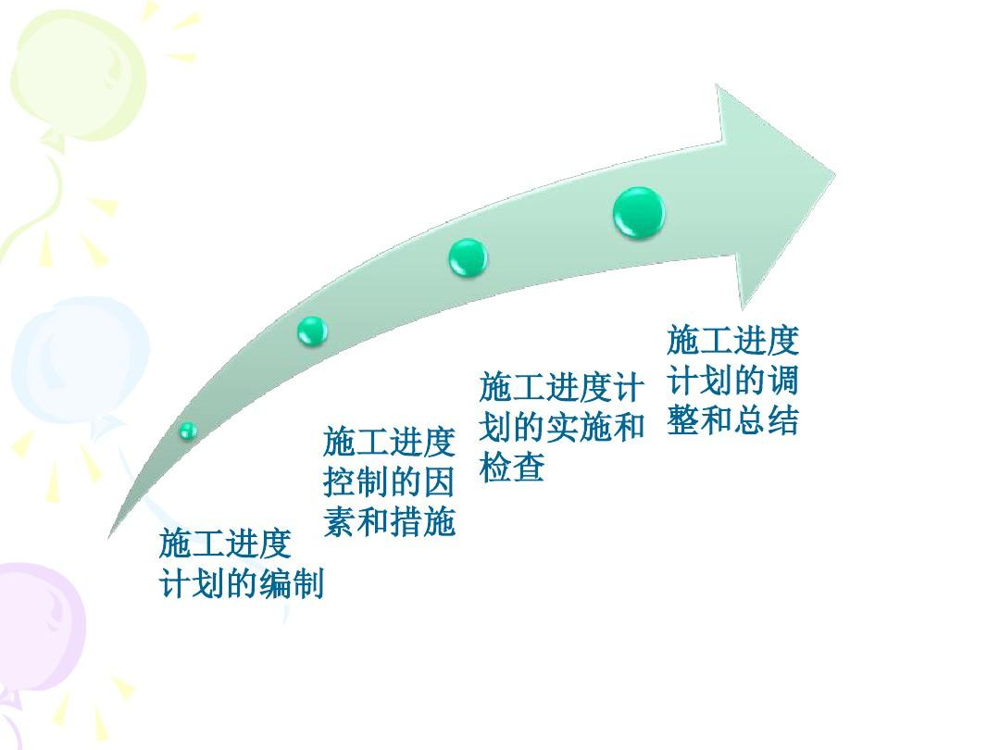 施工进度
计划的编制
施工进度
控制的因
素和措施
施工进度计
划的实施和
检查
施工进度
计划的调
整和总结